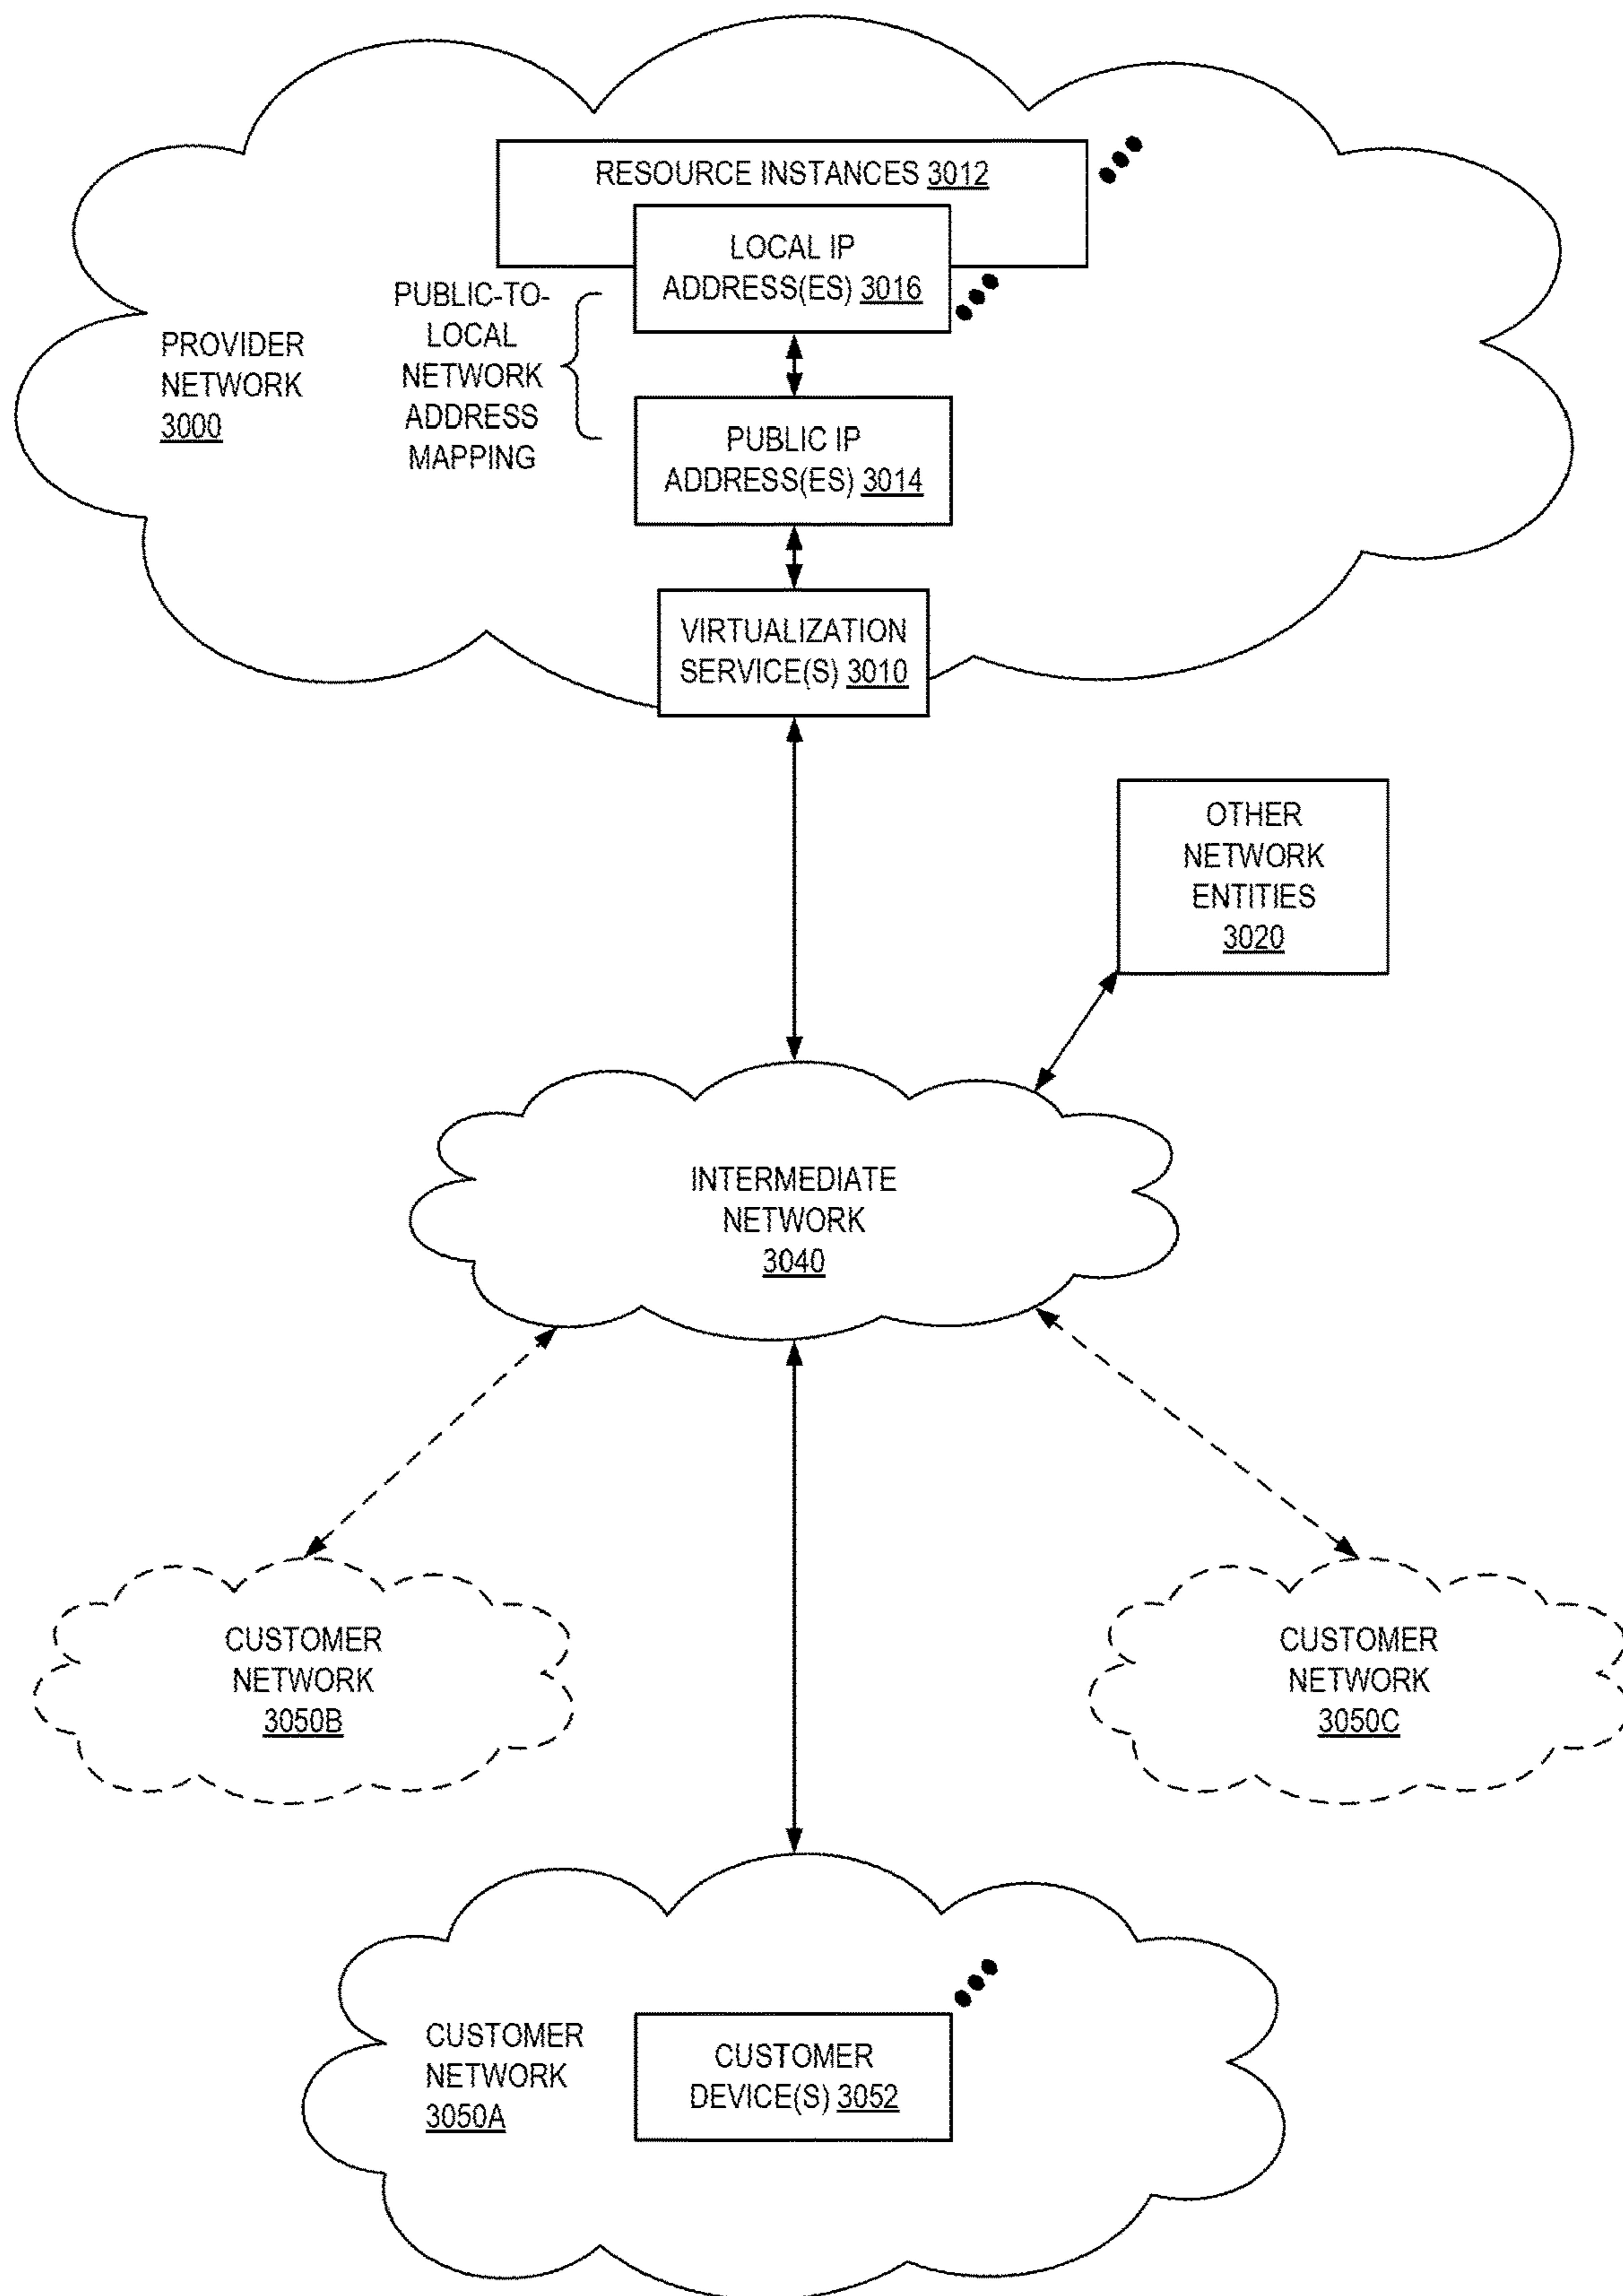 RESOURCE INSTANCES 3012
LOCAL IP
ADDRESS(ES) 3016
PUBLIC-TO-
LOCAL
NETWORK
ADDRESS
MAPPING
PROVIDER
NETWORK
3000
PUBLIC IP
ADDRESS(ES) 3014
VIRTUALIZATION
SERVICE(S) 3010
OTHER
NETWORK
ENTITIES
3020
INTERMEDIATE
NETWORK
3040
CUSTOMER
NETWORK
3050B
CUSTOMER
NETWORK
3050C
CUSTOMER
NETWORK
3050A
CUSTOMER
DEVICE(S) 3052